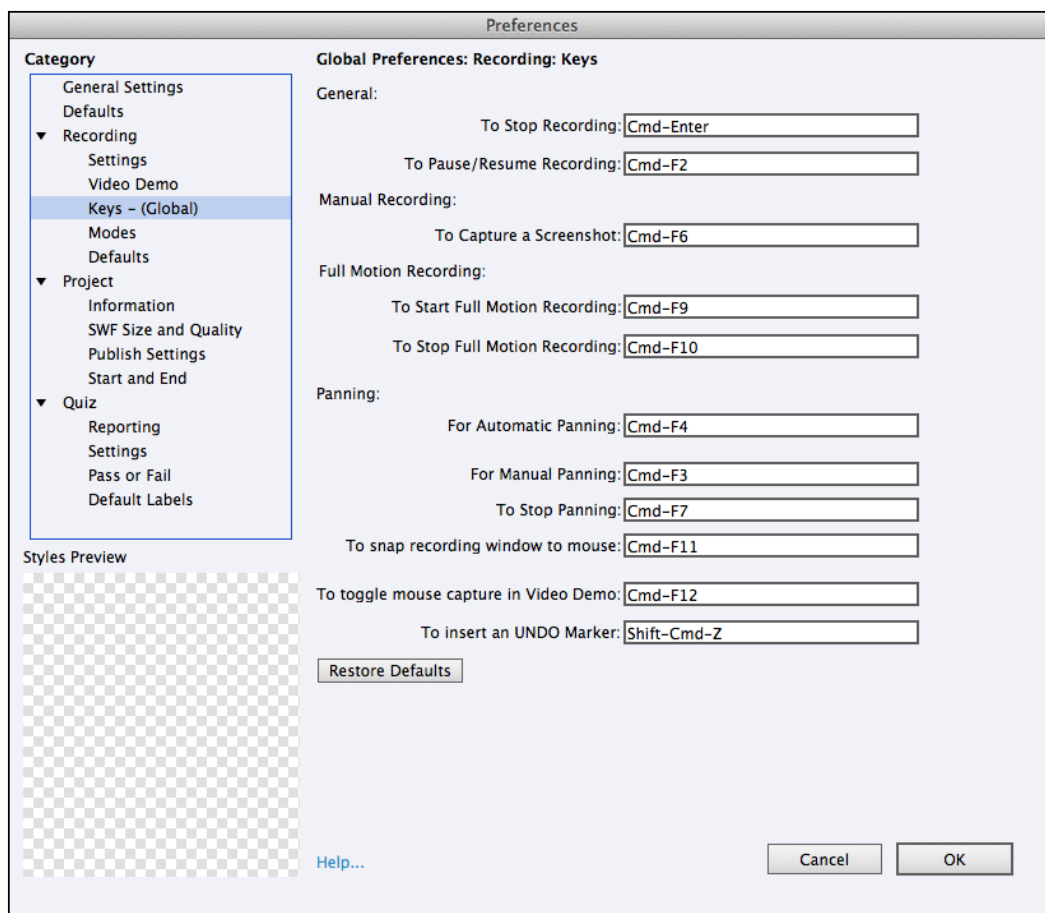 Preferences
Category
General Settings
Defaults
Recording
Settings
Video Demo
Keys – (Global)
Modes
Defaults
Project
Information
SWF Size and Quality
Publish Settings
Start and End
Quiz
Reporting
Settings
Pass or Fail
Default Labels
Styles Preview
Global Preferences: Recording: Keys
General:
To Stop Recording: Cmd-Enter
To Pause/Resume Recording: Cmd-F2
Manual Recording:
To Capture a Screenshot: Cmd-F6
Full Motion Recording:
To Start Full Motion Recording: Cmd-F9
To Stop Full Motion Recording: Cmd-F10
Panning:
For Automatic Panning: Cmd-F4
For Manual Panning: Cmd-F3
To Stop Panning: Cmd-F7
To snap recording window to mouse: Cmd-F11
To toggle mouse capture in Video Demo: Cmd-F12
To insert an UNDO Marker: Shift-Cmd-Z
Restore Defaults
Help...
Cancel
OK